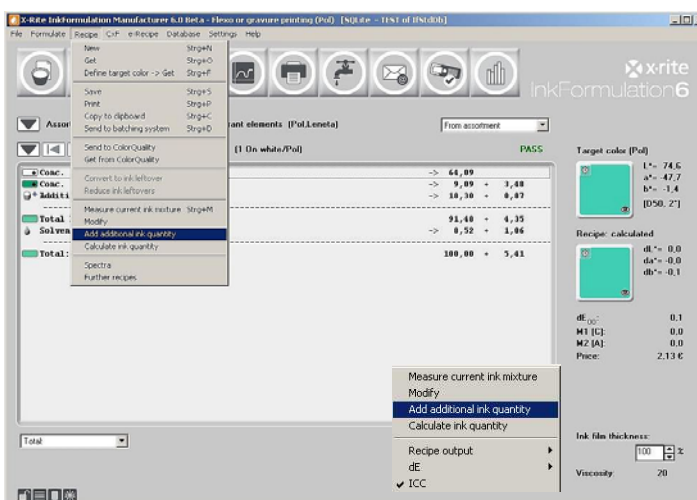 X-Rite InkFormulation Manufacturer 6.0 Beta - Flexo or gravure printing (Pol) [SQLite - TEST of IfStdDb]
File Formulate Recipe CxF e-Recipe Database Settings Help
New Strg+N
Get Strg+O
Define target color -> Get Strg+F
Save Strg+S
Print Strg+P
Copy to clipboard Strg+C
Send to batching system Strg+D
Send to ColorQuality
Get from ColorQuality
Convert to ink leftover
Reduce ink leftovers
Measure current ink mixture Strg+M
Modify
Add additional ink quantity
Calculate ink quantity
Spectra
Further recipes
x-rite
InkFormulation6
Assor
ant elements (Pol,Leneta)
From assortment
(1 On white/Pol) PASS
Conc. -> 64,09
Conc. -> 9,09 + 3,48
Additi -> 18,30 + 0,87
Total 91,48 + 4,35
Solven -> 8,52 + 1,06
Total: 100,00 + 5,41
Target color (Pol)
L*= 74,6
a*= -47,7
b*= -1,4
[D50, 2°]
Recipe: calculated
dL*= 0,0
da*= 0,0
db*= -0,1
dE00: 0,1
M1 [C]: 0,0
M2 [A]: 0,0
Price: 2,13 €
Measure current ink mixture
Modify
Add additional ink quantity
Calculate ink quantity
Recipe output
dE
ICC
Total
Ink film thickness:
100 %
Viscosity: 20